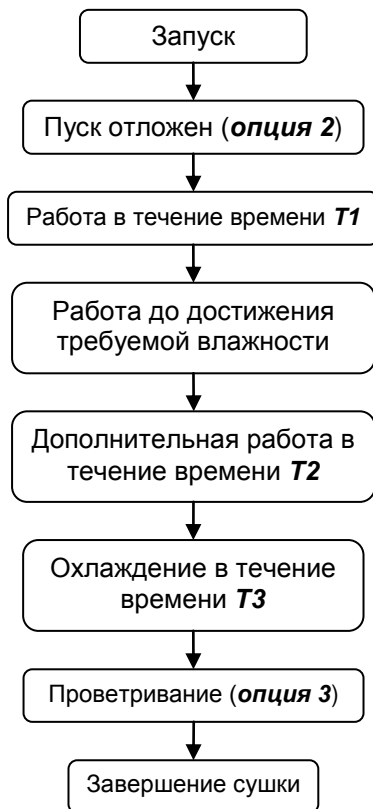 Запуск
Пуск отложен (опция 2)
Работа в течение времени T1
Работа до достижения
требуемой влажности
Дополнительная работа в
течение времени T2
Охлаждение в течение
времени T3
Проветривание (опция 3)
Завершение сушки